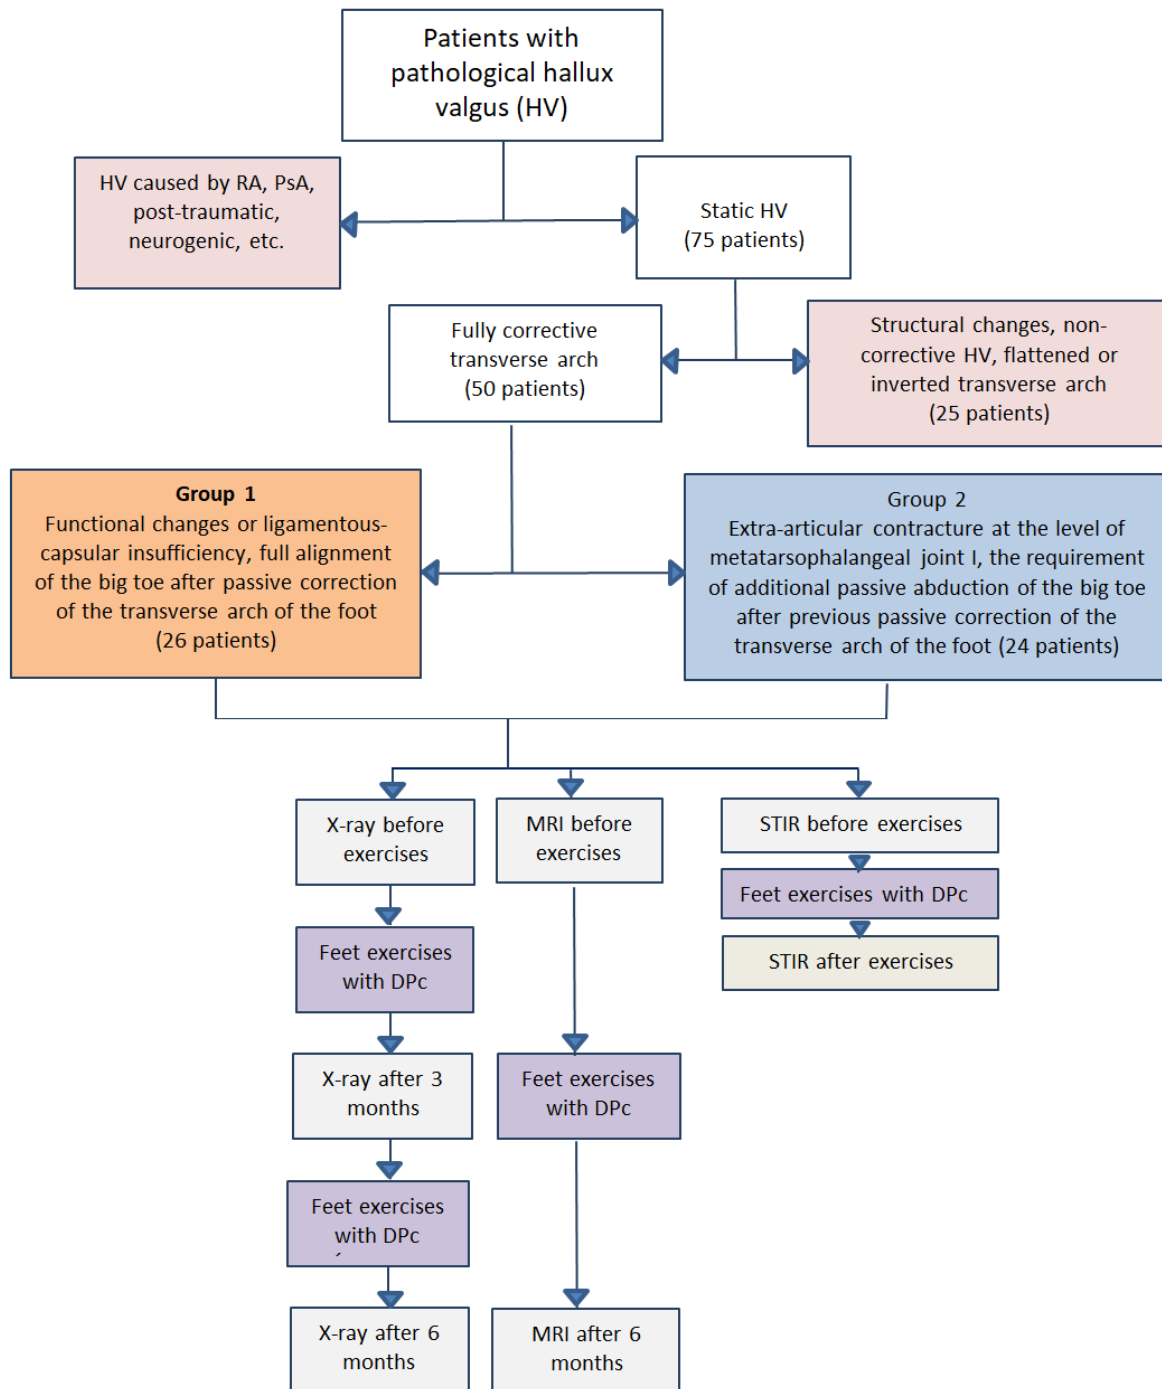 Patients with
pathological hallux
valgus (HV)
HV caused by RA, PsA,
post-traumatic,
neurogenic, etc.
Static HV
(75 patients)
Fully corrective
transverse arch
(50 patients)
Structural changes, non-
corrective HV, flattened or
inverted transverse arch
(25 patients)
Group 1
Functional changes or ligamentous-
capsular insufficiency, full alignment
of the big toe after passive correction
of the transverse arch of the foot
(26 patients)
Group 2
Extra-articular contracture at the level of
metatarsophalangeal joint I, the requirement
of additional passive abduction of the big toe
after previous passive correction of the
transverse arch of the foot (24 patients)
X-ray before
exercises
MRI before
exercises
STIR before exercises
Feet exercises with DPc
STIR after exercises
Feet exercises
with DPc
X-ray after 3
months
Feet exercises
with DPc
Feet exercises
with DPc
X-ray after 6
months
MRI after 6
months